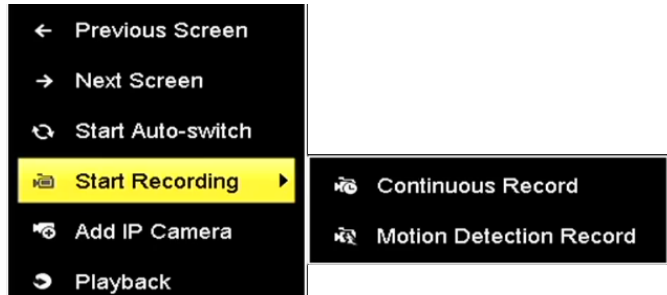 Previous Screen
Next Screen
Start Auto-switch
Start Recording
Continuous Record
Add IP Camera
Motion Detection Record
Playback